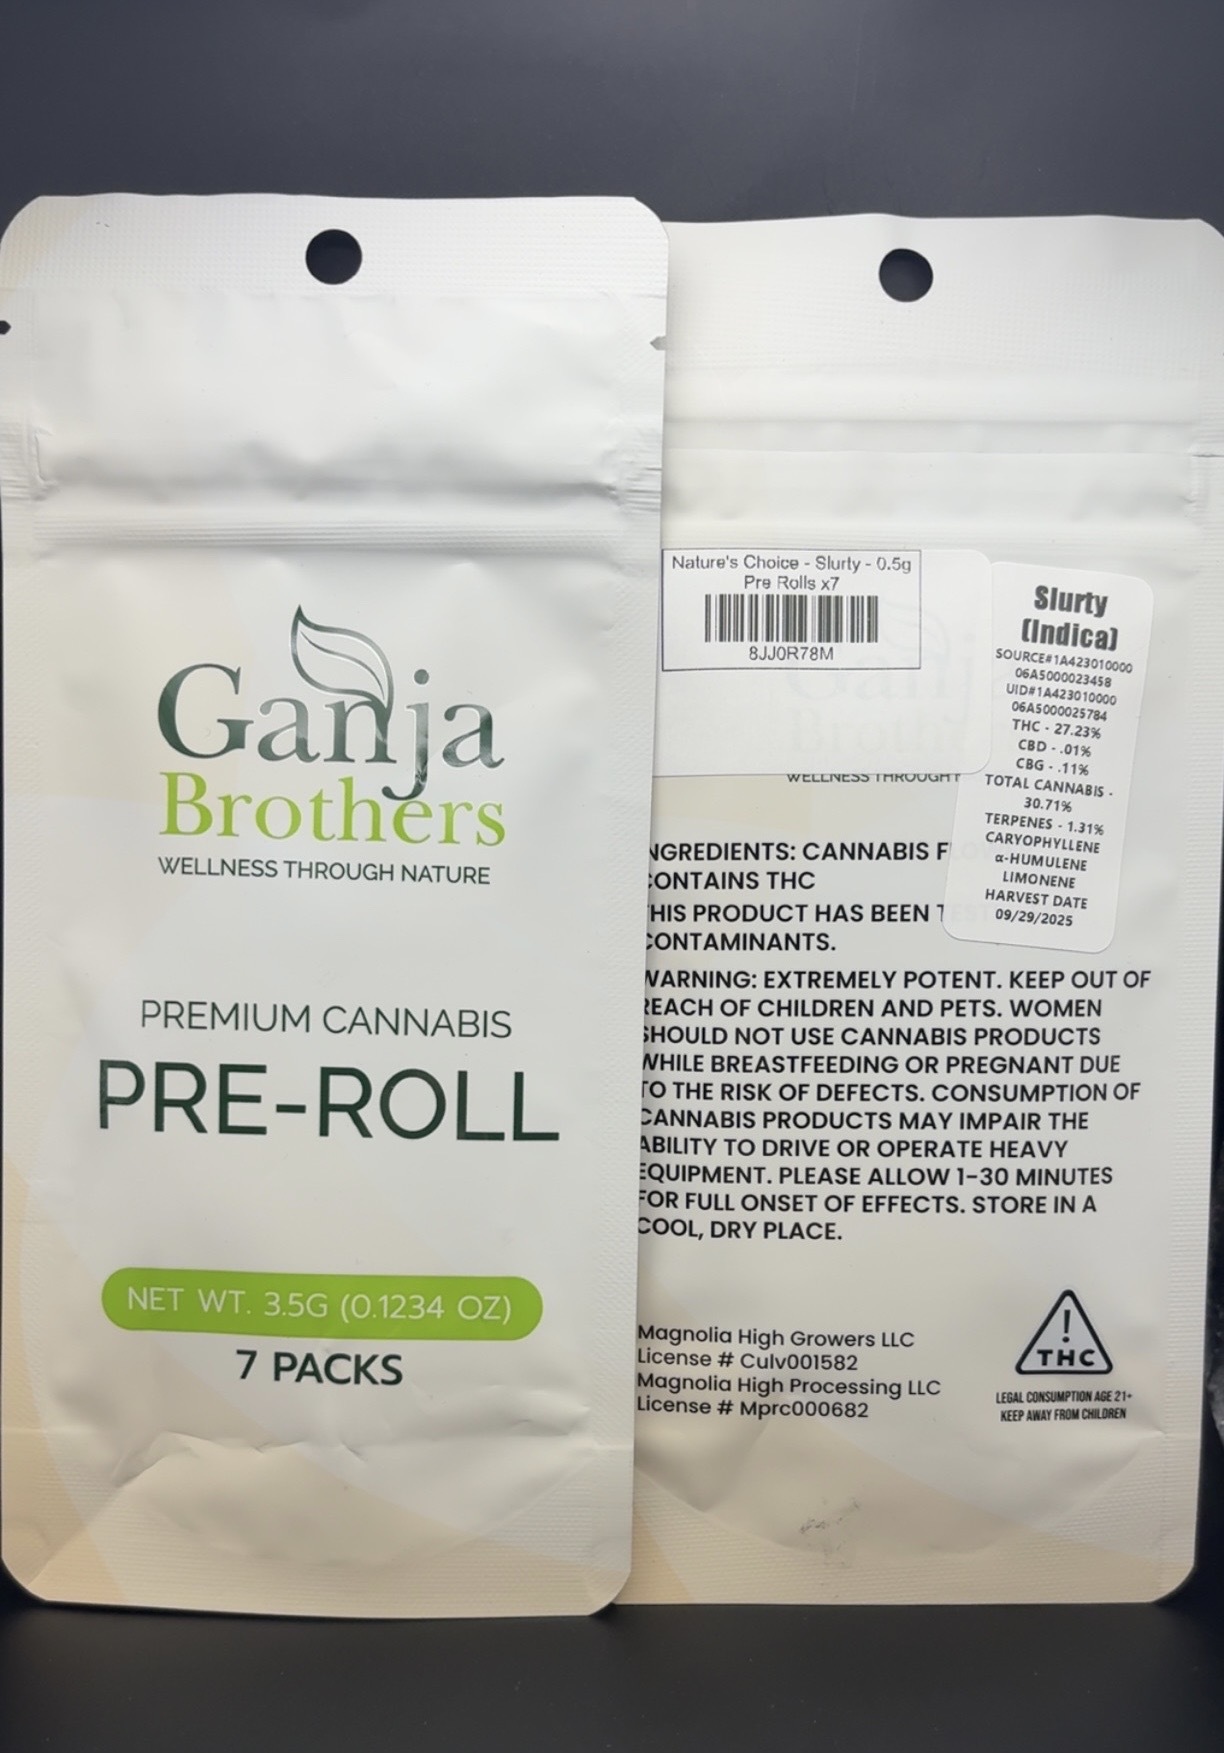 Ganja
Brothers
WELLNESS THROUGH NATURE
PREMIUM CANNABIS
PRE-ROLL
NET WT. 3.5G (0.1234 OZ)
7 PACKS
Nature's Choice - Slurty - 0.5g
Pre Rolls x7
8JJ0R78M
WELLNESS THROUGH
Slurty
(Indica)
SOURCE#1A423010000
06A5000023458
UID#1A423010000
06A5000025784
THC - 27.23%
CBD - .01%
CBG - .11%
TOTAL CANNABIS -
30.71%
TERPENES - 1.31%
CARYOPHYLLENE
α-HUMULENE
LIMONENE
HARVEST DATE
09/29/2025
NGREDIENTS: CANNABIS F
CONTAINS THC
THIS PRODUCT HAS BEEN TEST
CONTAMINANTS.
WARNING: EXTREMELY POTENT. KEEP OUT OF
REACH OF CHILDREN AND PETS. WOMEN
SHOULD NOT USE CANNABIS PRODUCTS
WHILE BREASTFEEDING OR PREGNANT DUE
TO THE RISK OF DEFECTS. CONSUMPTION OF
CANNABIS PRODUCTS MAY IMPAIR THE
ABILITY TO DRIVE OR OPERATE HEAVY
EQUIPMENT. PLEASE ALLOW 1-30 MINUTES
FOR FULL ONSET OF EFFECTS. STORE IN A
COOL, DRY PLACE.
Magnolia High Growers LLC
License # Culv001582
Magnolia High Processing LLC
License # Mprc000682
!
THC
LEGAL CONSUMPTION AGE 21+
KEEP AWAY FROM CHILDREN